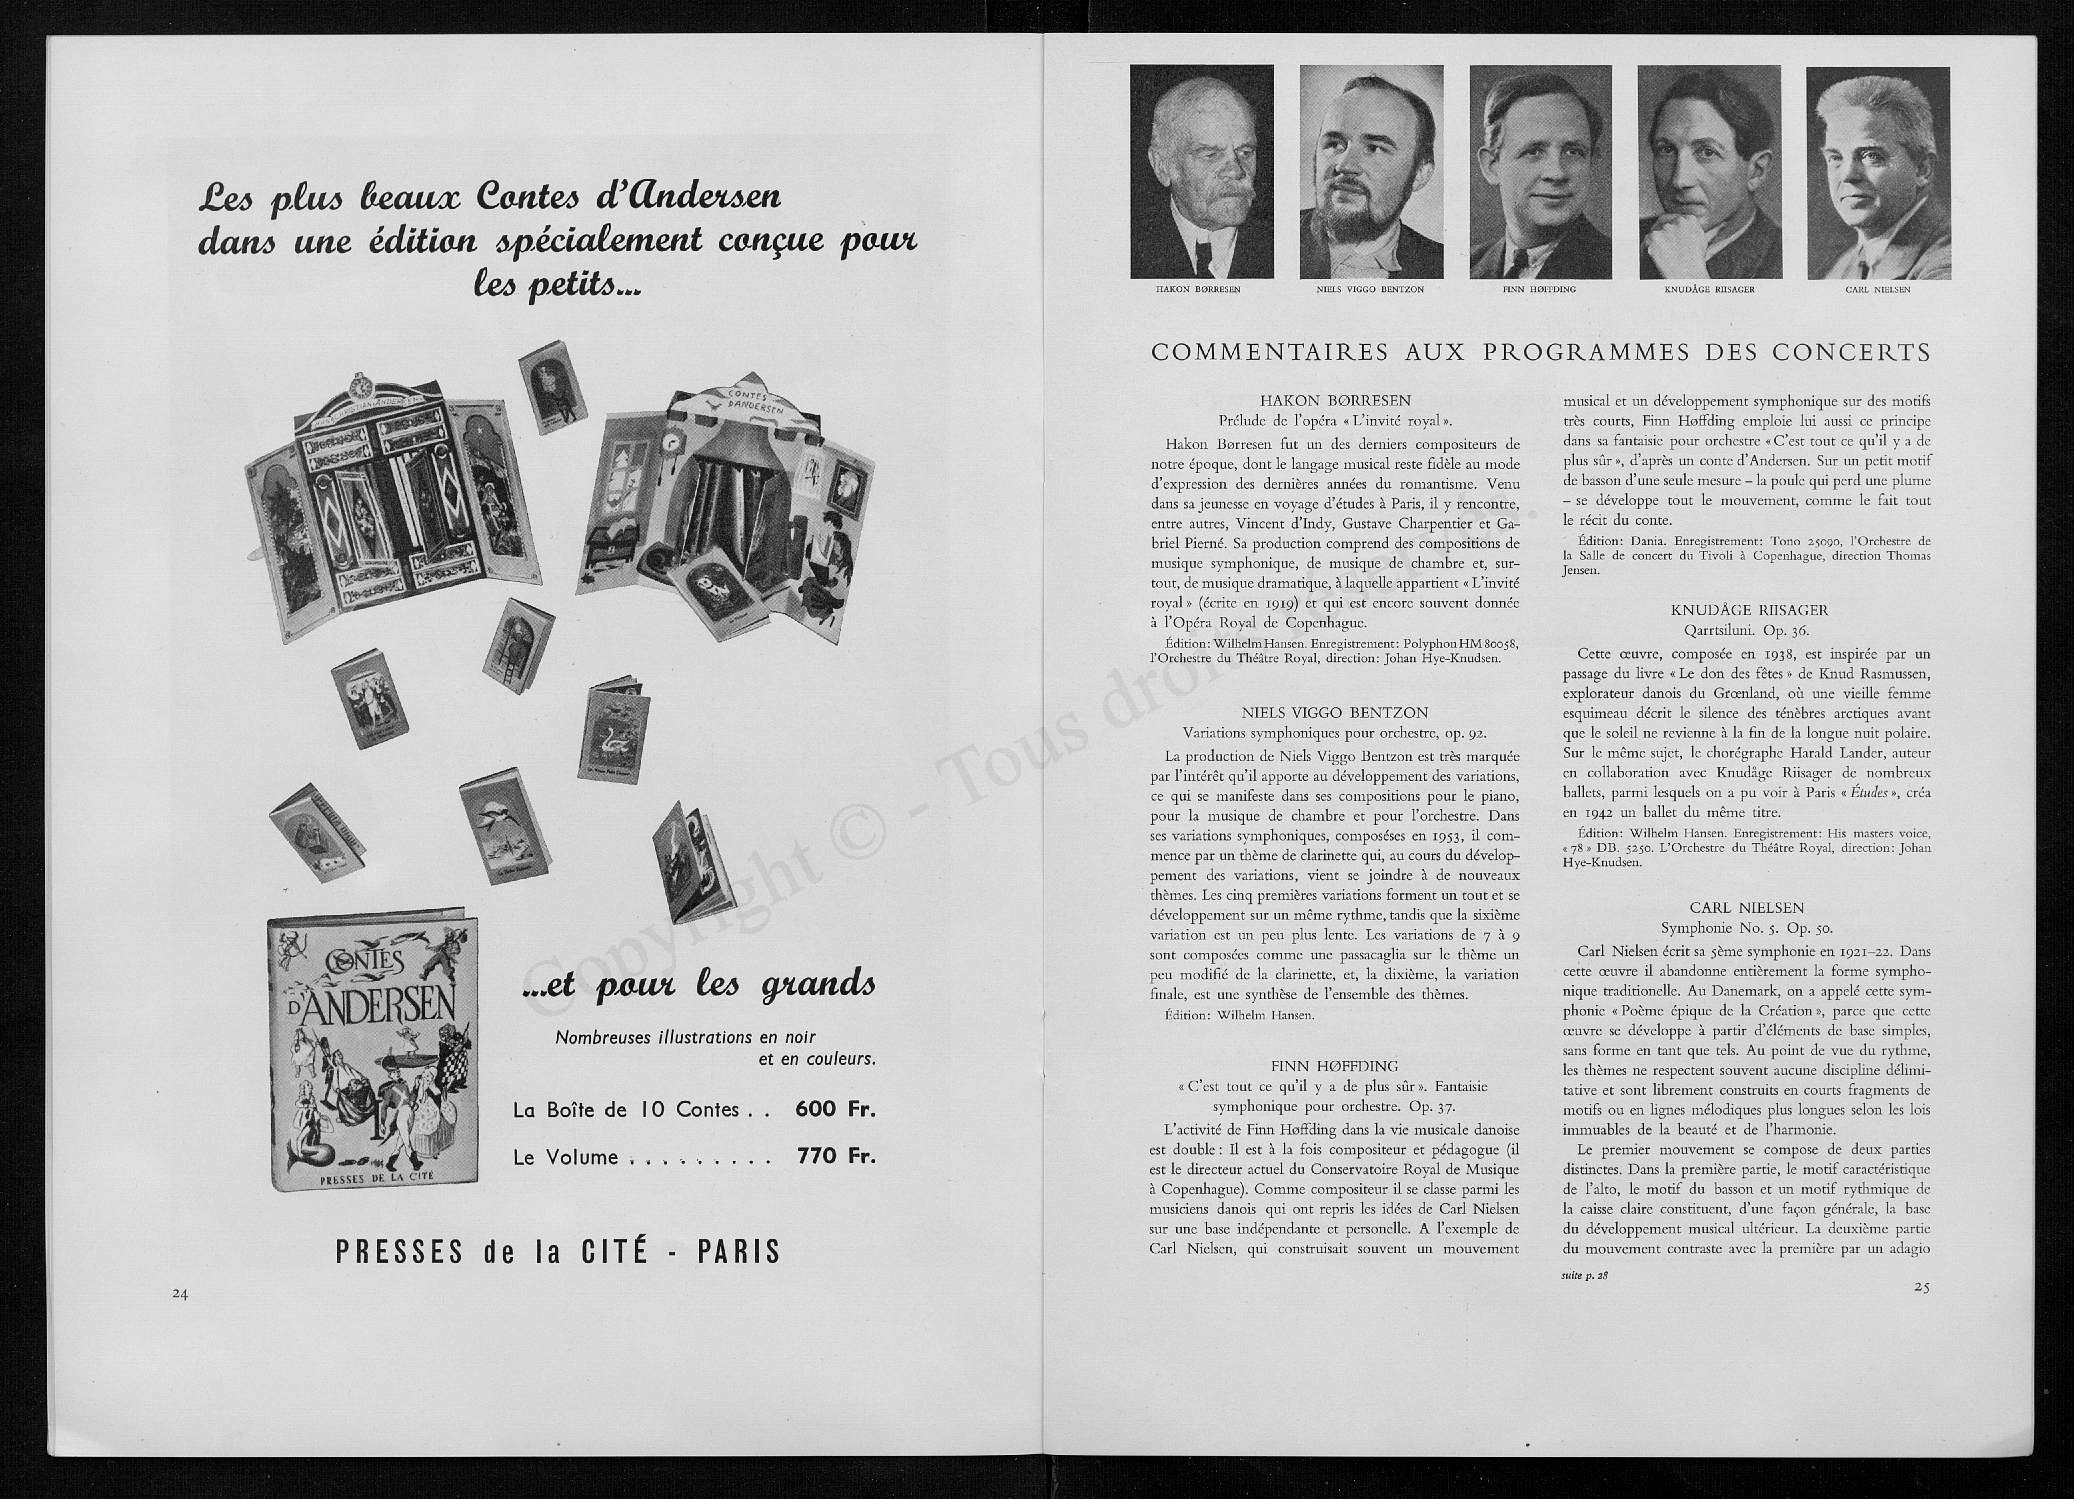 Les plus beaux Contes d'Andersen
dans une édition spécialement conçue pour
les petits...
HANS CHRISTIAN ANDERSEN
CONTES
D'ANDERSEN
CONTES
D'ANDERSEN
PRESSES DE LA CITÉ
...et pour les grands
Nombreuses illustrations en noir
et en couleurs.
La Boîte de 10 Contes . . 600 Fr.
Le Volume . . . . . . . . . 770 Fr.
PRESSES de la CITÉ - PARIS
24
HAKON BØRRESEN
NIELS VIGGO BENTZON
FINN HØFFDING
KNUDÅGE RIISAGER
CARL NIELSEN
COMMENTAIRES AUX PROGRAMMES DES CONCERTS
HAKON BØRRESEN
Prélude de l'opéra « L'invité royal ».
Hakon Børresen fut un des derniers compositeurs de
notre époque, dont le langage musical reste fidèle au mode
d'expression des dernières années du romantisme. Venu
dans sa jeunesse en voyage d'études à Paris, il y rencontre,
entre autres, Vincent d'Indy, Gustave Charpentier et Ga-
briel Pierné. Sa production comprend des compositions de
musique symphonique, de musique de chambre et, sur-
tout, de musique dramatique, à laquelle appartient « L'invité
royal » (écrite en 1919) et qui est encore souvent donnée
à l'Opéra Royal de Copenhague.
Édition: Wilhelm Hansen. Enregistrement: Polyphon HM 80058,
l'Orchestre du Théâtre Royal, direction: Johan Hye-Knudsen.
NIELS VIGGO BENTZON
Variations symphoniques pour orchestre, op. 92.
La production de Niels Viggo Bentzon est très marquée
par l'intérêt qu'il apporte au développement des variations,
ce qui se manifeste dans ses compositions pour le piano,
pour la musique de chambre et pour l'orchestre. Dans
ses variations symphoniques, composéses en 1953, il com-
mence par un thème de clarinette qui, au cours du dévelop-
pement des variations, vient se joindre à de nouveaux
thèmes. Les cinq premières variations forment un tout et se
développement sur un même rythme, tandis que la sixième
variation est un peu plus lente. Les variations de 7 à 9
sont composées comme une passacaglia sur le thème un
peu modifié de la clarinette, et, la dixième, la variation
finale, est une synthèse de l'ensemble des thèmes.
Édition: Wilhelm Hansen.
FINN HØFFDING
« C'est tout ce qu'il y a de plus sûr ». Fantaisie
symphonique pour orchestre. Op. 37.
L'activité de Finn Høffding dans la vie musicale danoise
est double: Il est à la fois compositeur et pédagogue (il
est le directeur actuel du Conservatoire Royal de Musique
à Copenhague). Comme compositeur il se classe parmi les
musiciens danois qui ont repris les idées de Carl Nielsen
sur une base indépendante et personelle. A l'exemple de
Carl Nielsen, qui construisait souvent un mouvement
musical et un développement symphonique sur des motifs
très courts, Finn Høffding emploie lui aussi ce principe
dans sa fantaisie pour orchestre « C'est tout ce qu'il y a de
plus sûr », d'après un conte d'Andersen. Sur un petit motif
de basson d'une seule mesure – la poule qui perd une plume
– se développe tout le mouvement, comme le fait tout
le récit du conte.
Édition: Dania. Enregistrement: Tono 25090, l'Orchestre de
la Salle de concert du Tivoli à Copenhague, direction Thomas
Jensen.
KNUDÅGE RIISAGER
Qarrtsiluni. Op. 36.
Cette œuvre, composée en 1938, est inspirée par un
passage du livre « Le don des fêtes » de Knud Rasmussen,
explorateur danois du Grœnland, où une vieille femme
esquimeau décrit le silence des ténèbres arctiques avant
que le soleil ne revienne à la fin de la longue nuit polaire.
Sur le même sujet, le chorégraphe Harald Lander, auteur
en collaboration avec Knudåge Riisager de nombreux
ballets, parmi lesquels on a pu voir à Paris « Études », créa
en 1942 un ballet du même titre.
Édition: Wilhelm Hansen. Enregistrement: His masters voice,
« 78 » DB. 5250. L'Orchestre du Théâtre Royal, direction: Johan
Hye-Knudsen.
CARL NIELSEN
Symphonie No. 5. Op. 50.
Carl Nielsen écrit sa 5ème symphonie en 1921–22. Dans
cette œuvre il abandonne entièrement la forme sympho-
nique traditionelle. Au Danemark, on a appelé cette sym-
phonie « Poème épique de la Création », parce que cette
œuvre se développe à partir d'éléments de base simples,
sans forme en tant que tels. Au point de vue du rythme,
les thèmes ne respectent souvent aucune discipline délimi-
tative et sont librement construits en courts fragments de
motifs ou en lignes mélodiques plus longues selon les lois
immuables de la beauté et de l'harmonie.
Le premier mouvement se compose de deux parties
distinctes. Dans la première partie, le motif caractéristique
de l'alto, le motif du basson et un motif rythmique de
la caisse claire constituent, d'une façon générale, la base
du développement musical ultérieur. La deuxième partie
du mouvement contraste avec la première par un adagio
suite p. 28
25
Copyright © - Tous droits réservés.